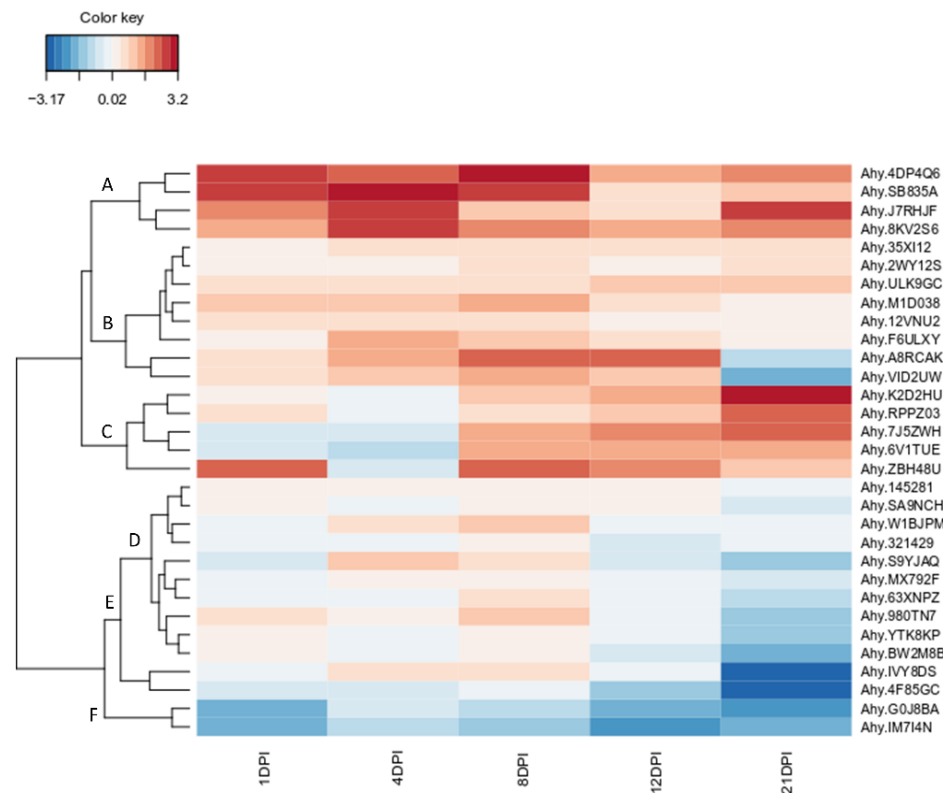 Color key
−3.17 0.02 3.2
A
B
C
D
E
F
Ahy.4DP4Q6
Ahy.SB835A
Ahy.J7RHJF
Ahy.8KV2S6
Ahy.35XI12
Ahy.2WY12S
Ahy.ULK9GC
Ahy.M1D038
Ahy.12VNU2
Ahy.F6ULXY
Ahy.A8RCAK
Ahy.VID2UW
Ahy.K2D2HU
Ahy.RPPZ03
Ahy.7J5ZWH
Ahy.6V1TUE
Ahy.ZBH48U
Ahy.145281
Ahy.SA9NCH
Ahy.W1BJPM
Ahy.321429
Ahy.S9YJAQ
Ahy.MX792F
Ahy.63XNPZ
Ahy.980TN7
Ahy.YTK8KP
Ahy.BW2M8B
Ahy.IVY8DS
Ahy.4F85GC
Ahy.G0J8BA
Ahy.IM7I4N
1DPI 4DPI 8DPI 12DPI 21DPI